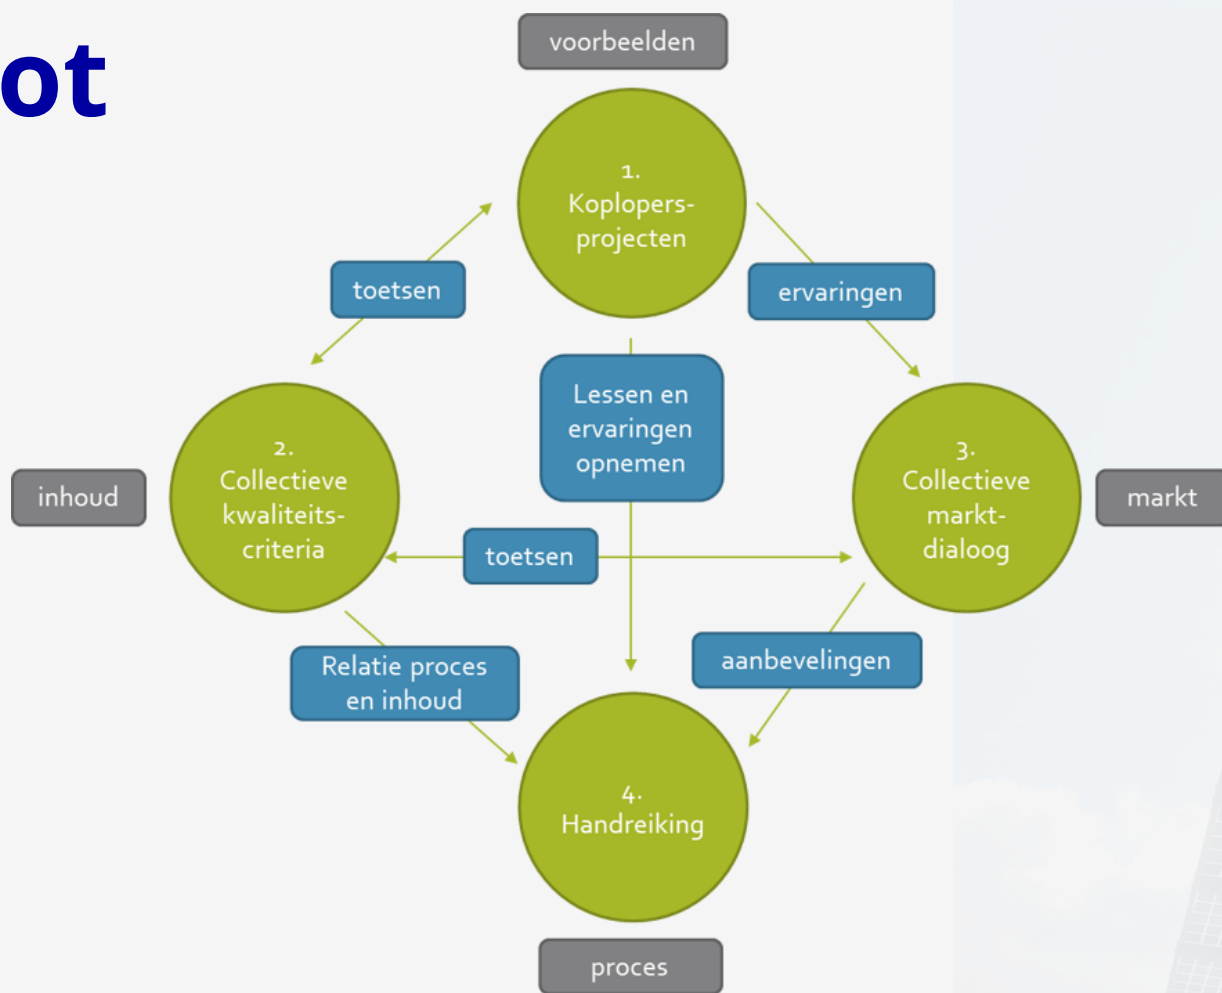 ot
voorbeelden
1.
Koplopers-
projecten
toetsen
ervaringen
Lessen en
ervaringen
opnemen
inhoud
2.
Collectieve
kwaliteits-
criteria
3.
Collectieve
markt-
dialoog
markt
toetsen
Relatie proces
en inhoud
aanbevelingen
4.
Handreiking
proces